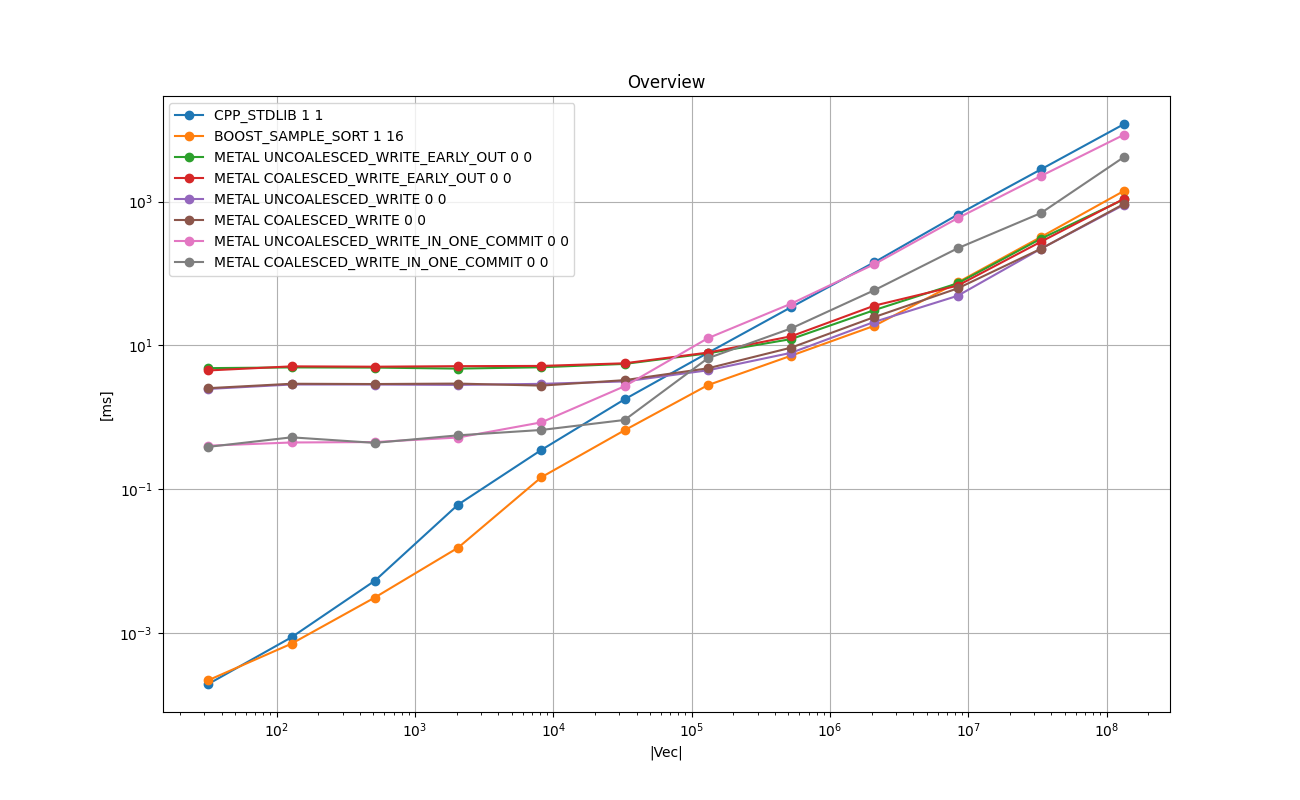 Overview
CPP_STDLIB 1 1
BOOST_SAMPLE_SORT 1 16
METAL UNCOALESCED_WRITE_EARLY_OUT 0 0
METAL COALESCED_WRITE_EARLY_OUT 0 0
METAL UNCOALESCED_WRITE 0 0
METAL COALESCED_WRITE 0 0
METAL UNCOALESCED_WRITE_IN_ONE_COMMIT 0 0
METAL COALESCED_WRITE_IN_ONE_COMMIT 0 0
10³
10¹
10⁻¹
10⁻³
[ms]
10² 10³ 10⁴ 10⁵ 10⁶ 10⁷ 10⁸
|Vec|